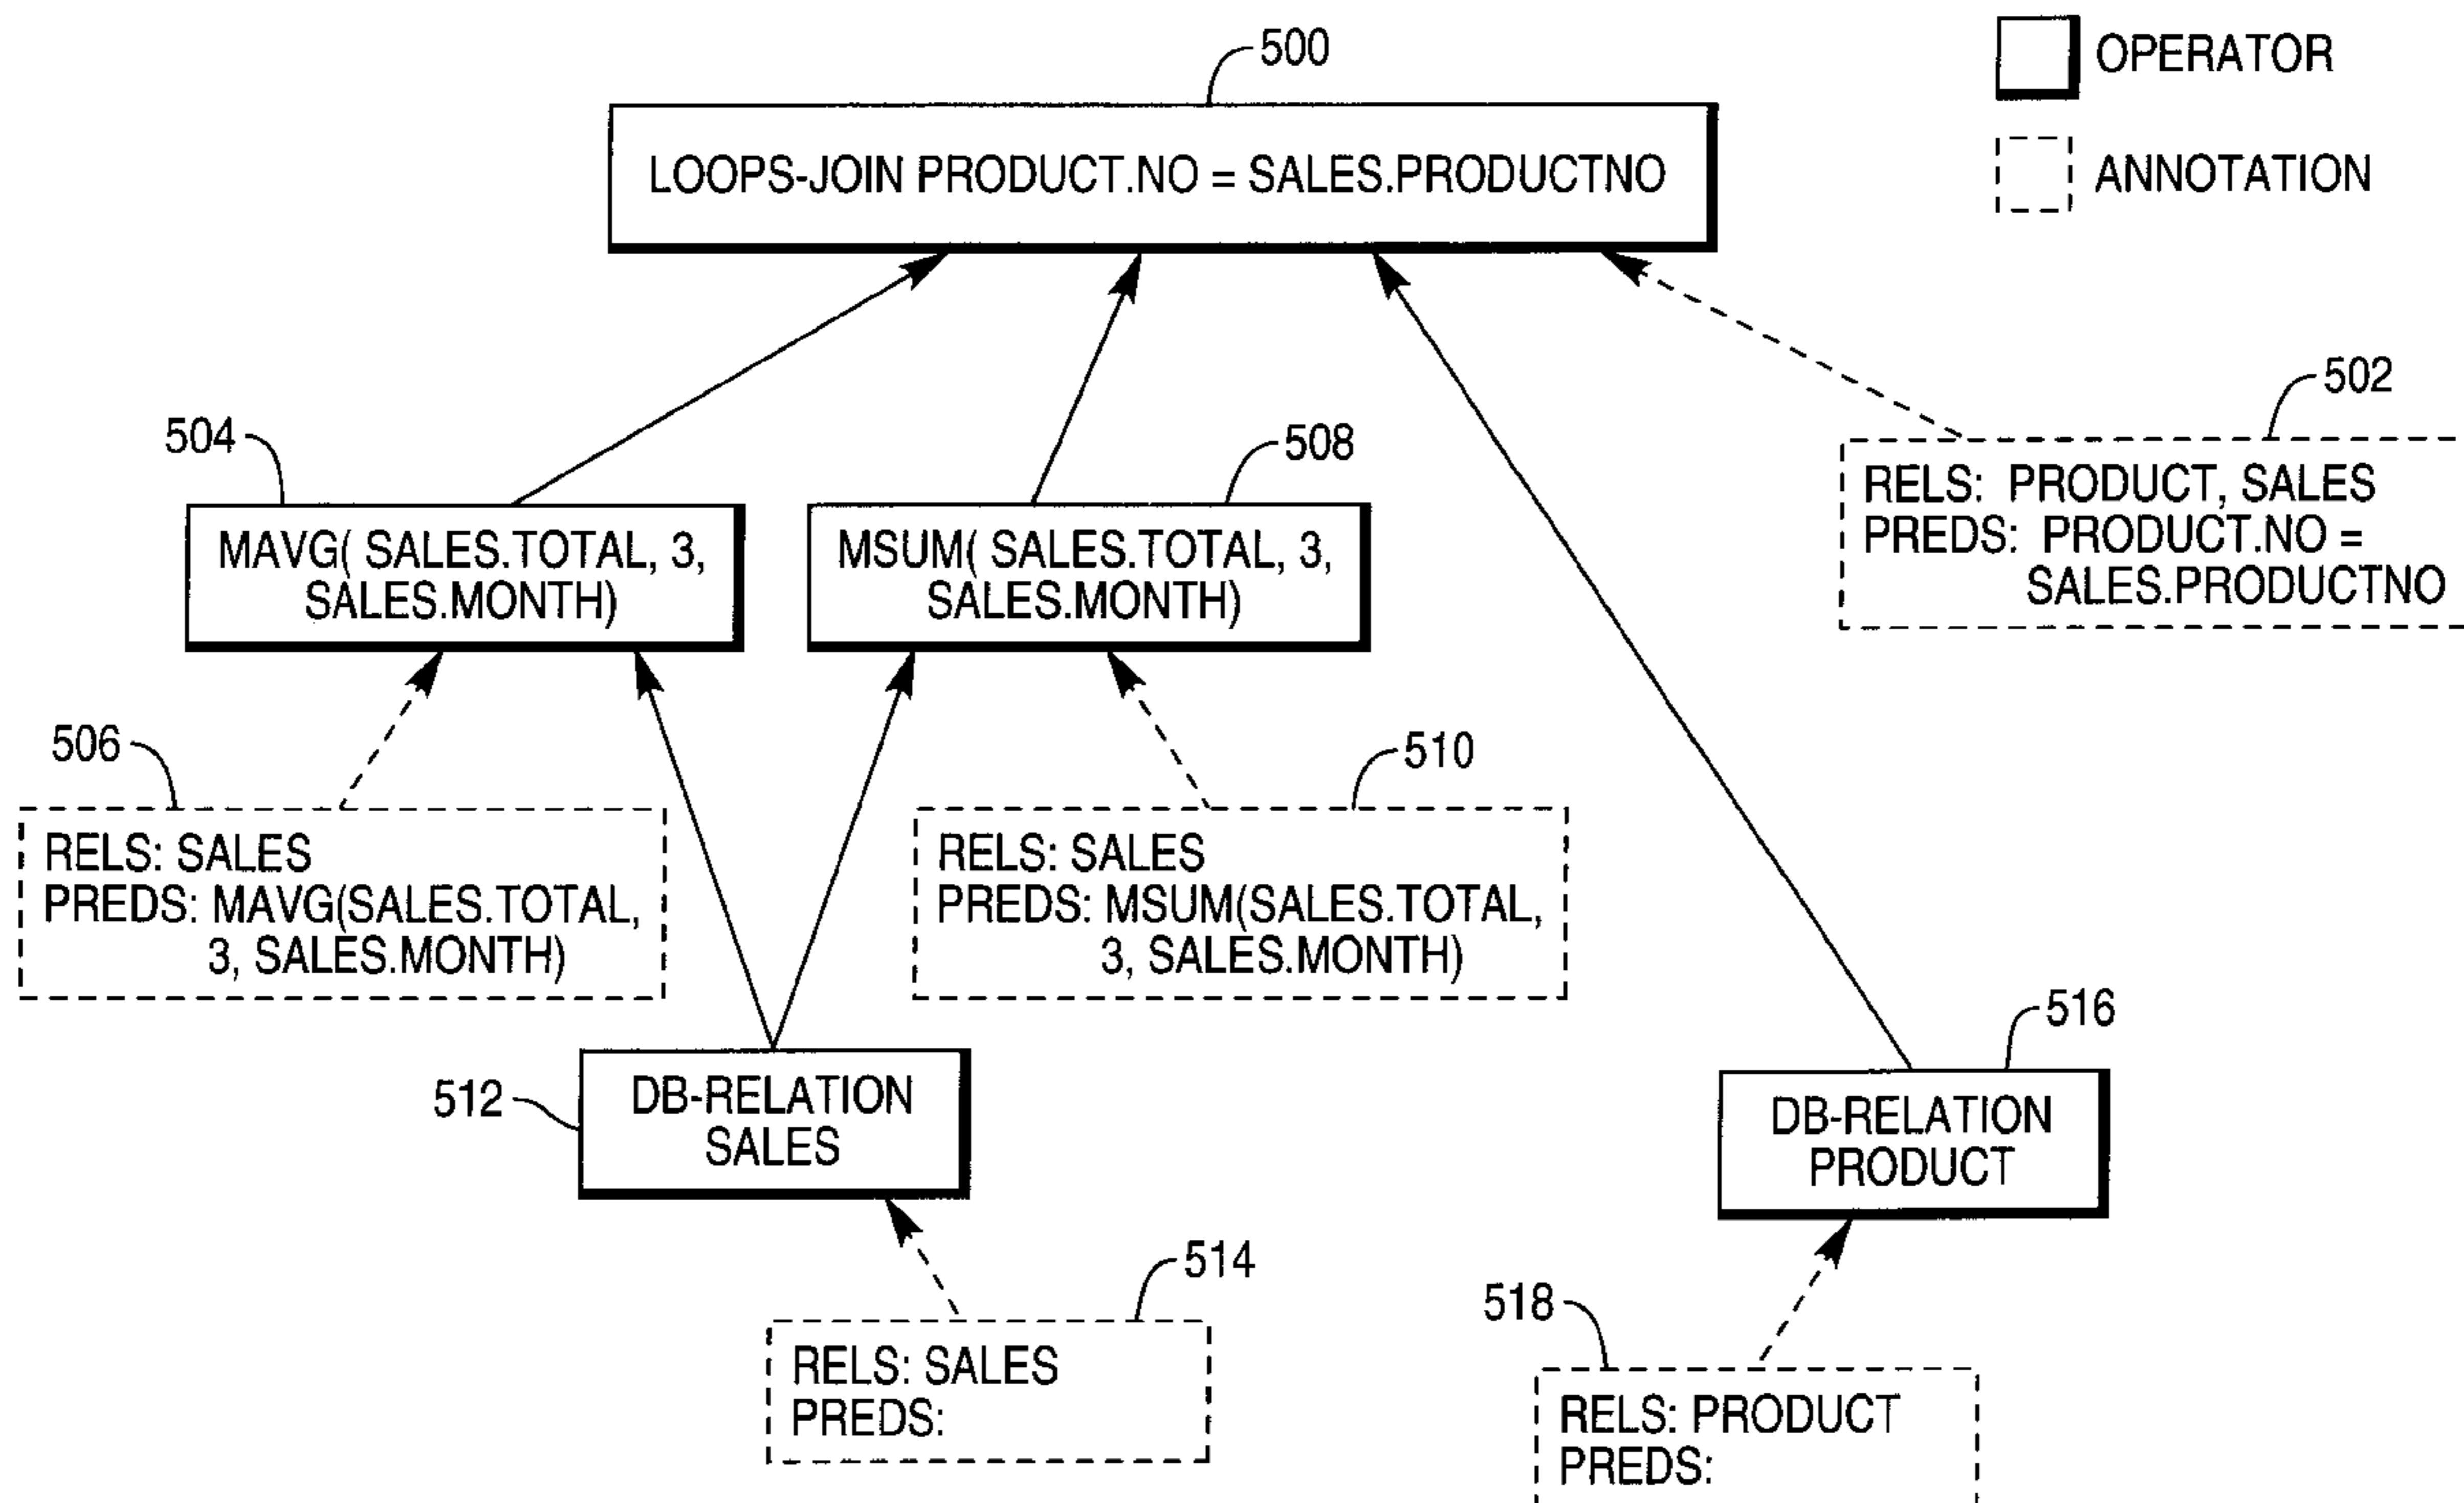 500
OPERATOR
LOOPS-JOIN PRODUCT.NO = SALES.PRODUCTNO
ANNOTATION
502
504
508
RELS: PRODUCT, SALES
PREDS: PRODUCT.NO =
SALES.PRODUCTNO
MAVG( SALES.TOTAL, 3,
SALES.MONTH)
MSUM( SALES.TOTAL, 3,
SALES.MONTH)
506
510
RELS: SALES
PREDS: MAVG(SALES.TOTAL,
3, SALES.MONTH)
RELS: SALES
PREDS: MSUM(SALES.TOTAL,
3, SALES.MONTH)
512
DB-RELATION
SALES
516
DB-RELATION
PRODUCT
514
RELS: SALES
PREDS:
518
RELS: PRODUCT
PREDS: